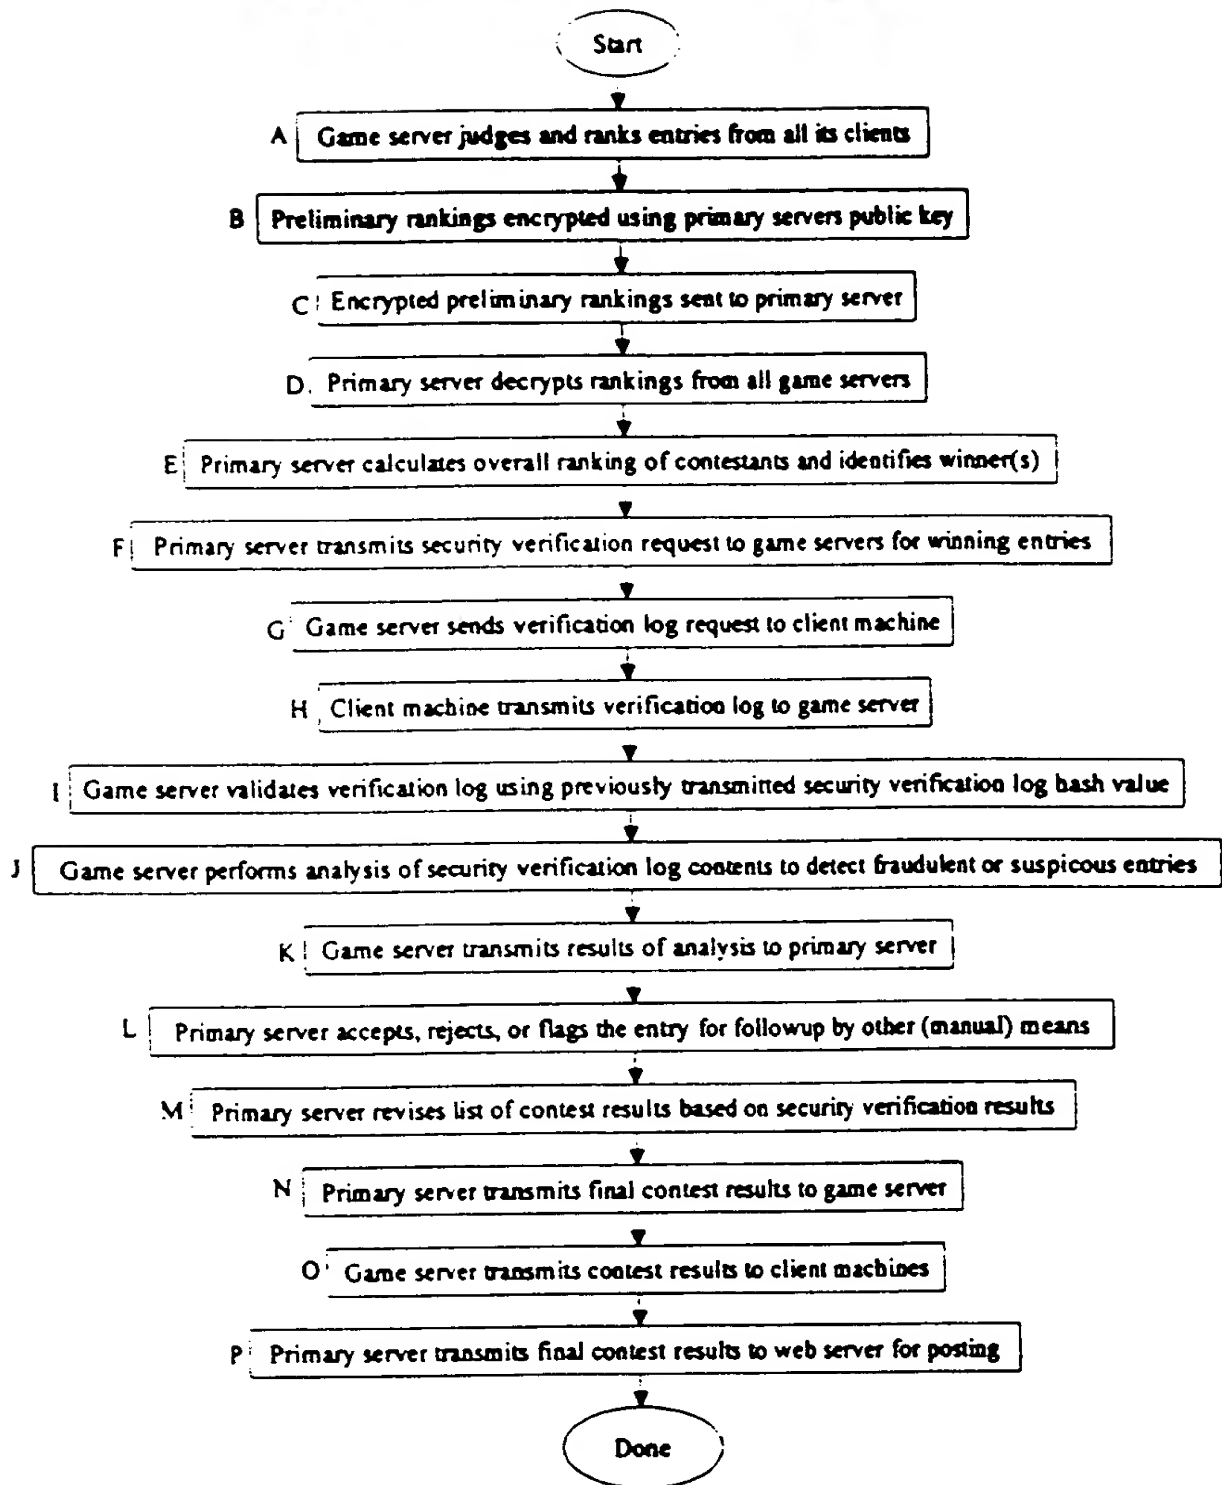 Start
A Game server judges and ranks entries from all its clients
B Preliminary rankings encrypted using primary servers public key
C Encrypted preliminary rankings sent to primary server
D Primary server decrypts rankings from all game servers
E Primary server calculates overall ranking of contestants and identifies winner(s)
F Primary server transmits security verification request to game servers for winning entries
G Game server sends verification log request to client machine
H Client machine transmits verification log to game server
I Game server validates verification log using previously transmitted security verification log hash value
J Game server performs analysis of security verification log contents to detect fraudulent or suspicous entries
K Game server transmits results of analysis to primary server
L Primary server accepts, rejects, or flags the entry for followup by other (manual) means
M Primary server revises list of contest results based on security verification results
N Primary server transmits final contest results to game server
O Game server transmits contest results to client machines
P Primary server transmits final contest results to web server for posting
Done